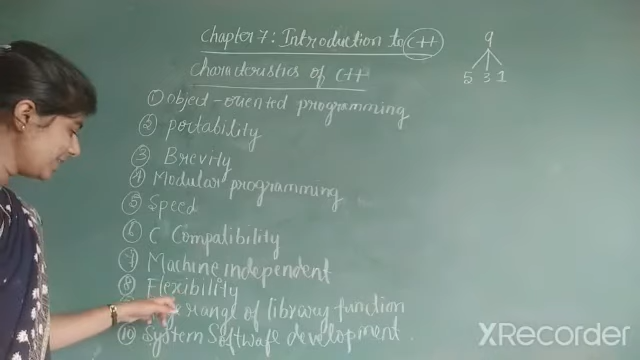 Chapter 7: Introduction to C++
9
5 3 1
Characteristics of C++
① Object-oriented programming
② Portability
③ Brevity
④ Modular programming
⑤ Speed
⑥ C Compatibility
⑦ Machine independent
⑧ Flexibility
range of library function
⑩ System Software development.
XRecorder